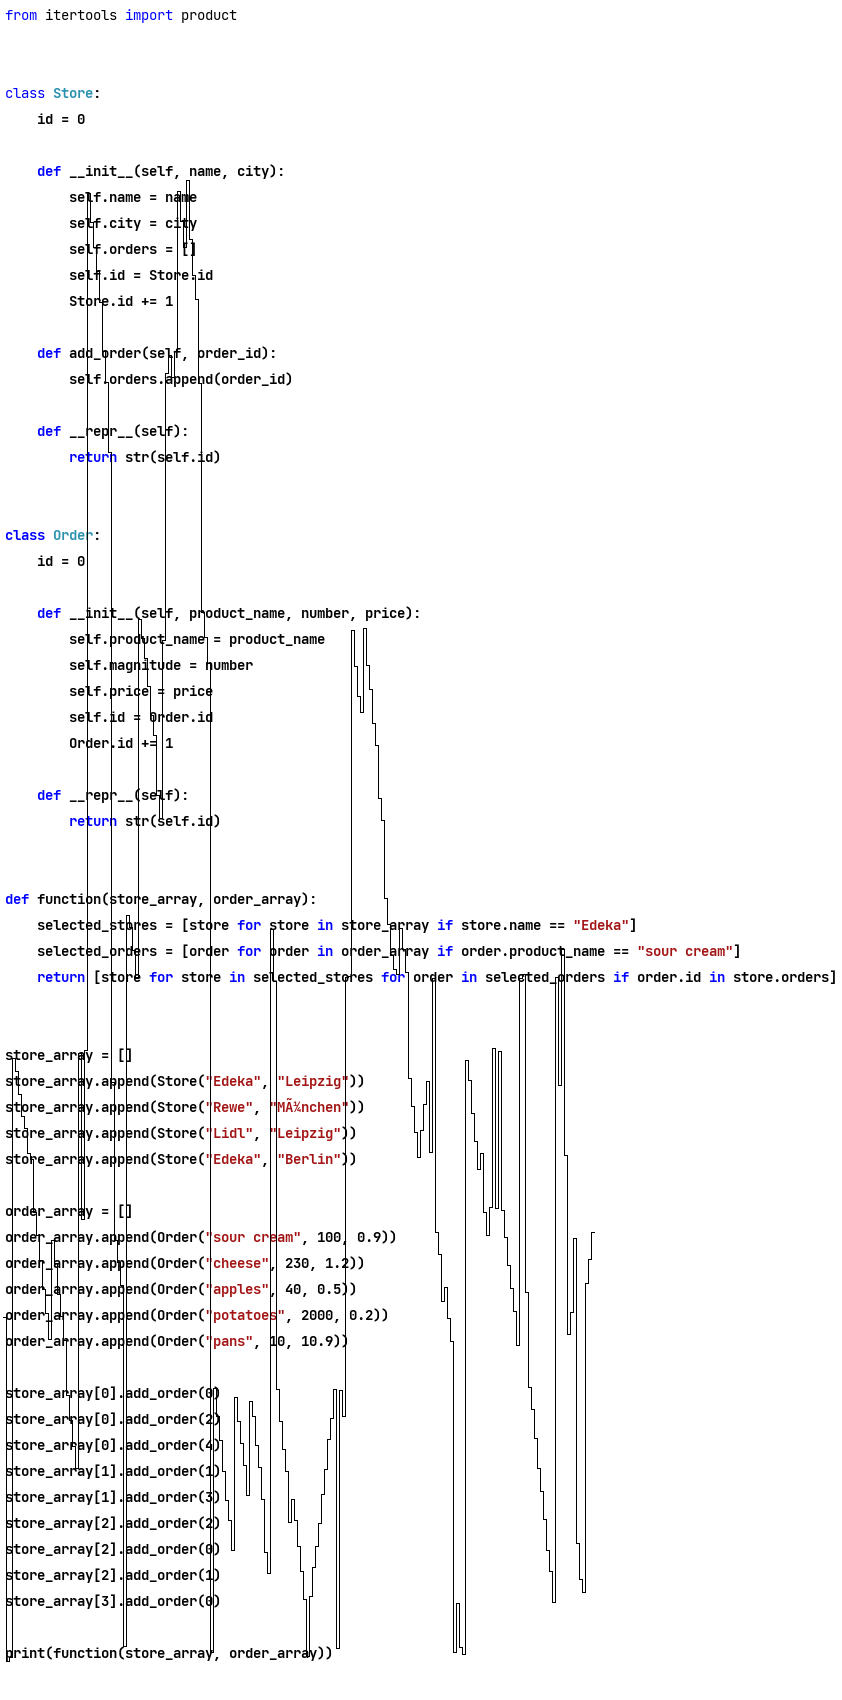 from itertools import product
class Store:
    id = 0
    def __init__(self, name, city):
        self.name = name
        self.city = city
        self.orders = []
        self.id = Store.id
        Store.id += 1
    def add_order(self, order_id):
        self.orders.append(order_id)
    def __repr__(self):
        return str(self.id)
class Order:
    id = 0
    def __init__(self, product_name, number, price):
        self.product_name = product_name
        self.magnitude = number
        self.price = price
        self.id = Order.id
        Order.id += 1
    def __repr__(self):
        return str(self.id)
def function(store_array, order_array):
    selected_stores = [store for store in store_array if store.name == "Edeka"]
    selected_orders = [order for order in order_array if order.product_name == "sour cream"]
    return [store for store in selected_stores for order in selected_orders if order.id in store.orders]
store_array = []
store_array.append(Store("Edeka", "Leipzig"))
store_array.append(Store("Rewe", "MÃ¼nchen"))
store_array.append(Store("Lidl", "Leipzig"))
store_array.append(Store("Edeka", "Berlin"))
order_array = []
order_array.append(Order("sour cream", 100, 0.9))
order_array.append(Order("cheese", 230, 1.2))
order_array.append(Order("apples", 40, 0.5))
order_array.append(Order("potatoes", 2000, 0.2))
order_array.append(Order("pans", 10, 10.9))
store_array[0].add_order(0)
store_array[0].add_order(2)
store_array[0].add_order(4)
store_array[1].add_order(1)
store_array[1].add_order(3)
store_array[2].add_order(2)
store_array[2].add_order(0)
store_array[2].add_order(1)
store_array[3].add_order(0)
print(function(store_array, order_array))